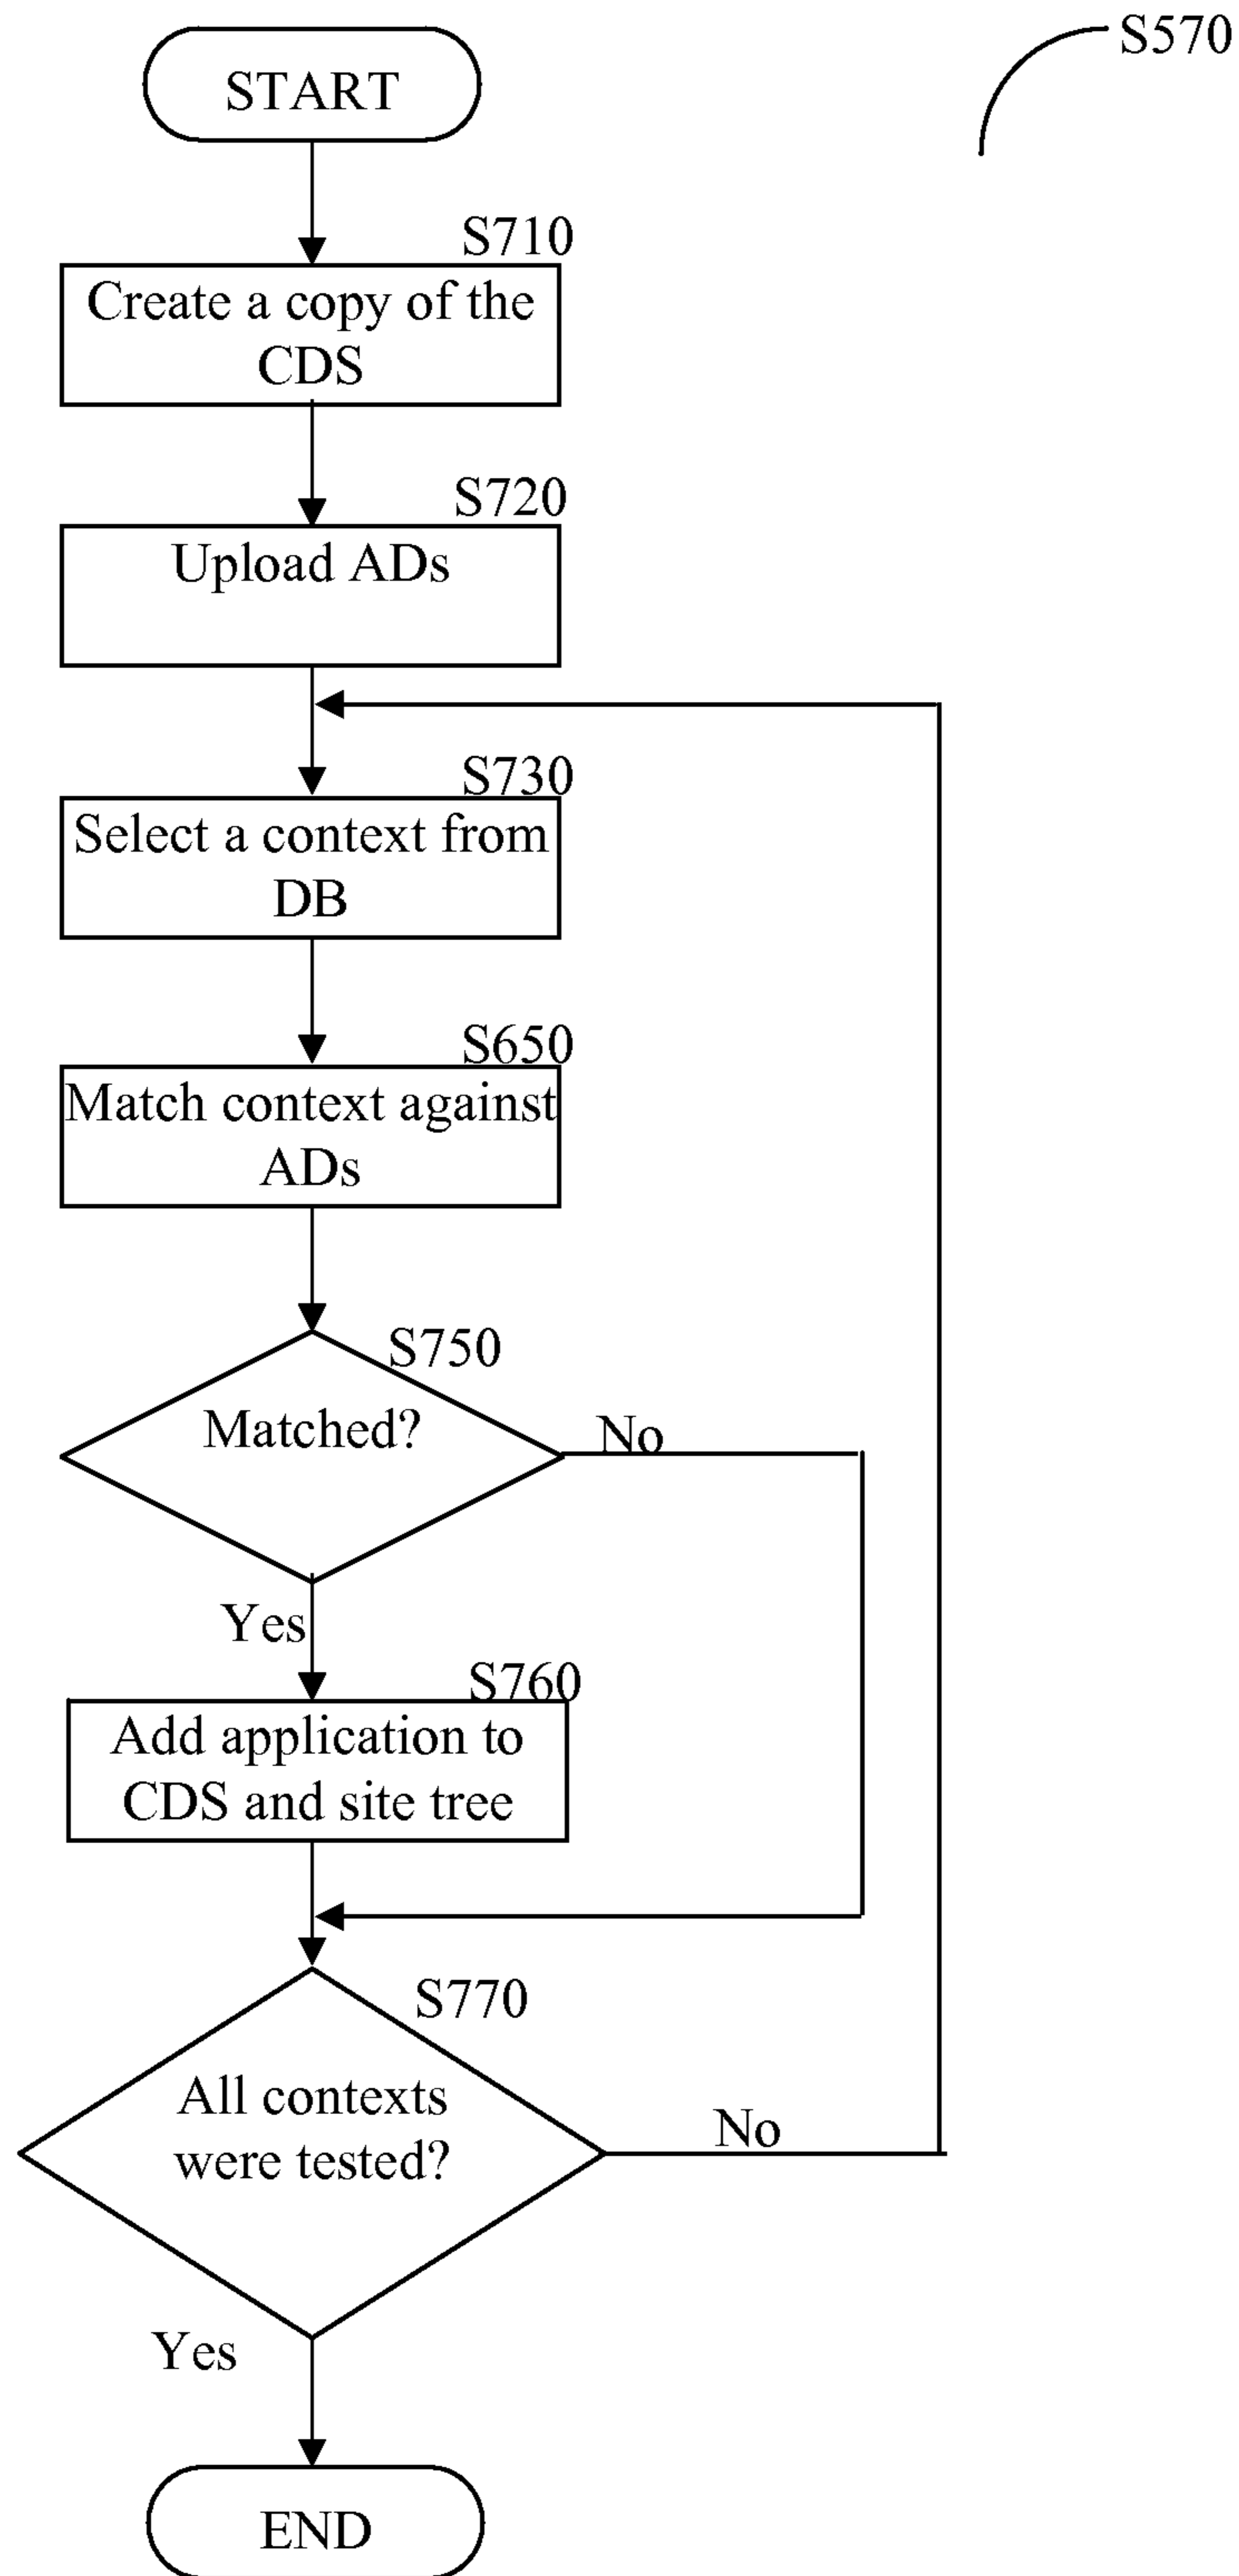 S570
START
S710
Create a copy of the
CDS
S720
Upload ADs
S730
Select a context from
DB
S650
Match context against
ADs
S750
Matched?
No
Yes
S760
Add application to
CDS and site tree
S770
All contexts
were tested?
No
Yes
END